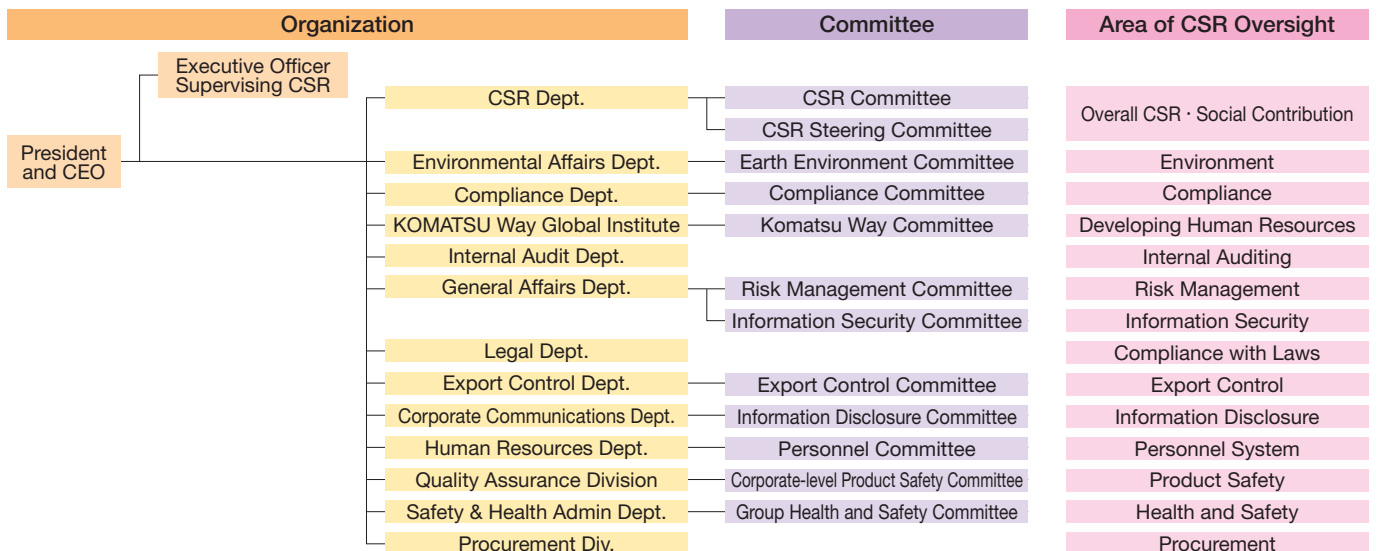 Organization
Committee
Area of CSR Oversight
Executive Officer
Supervising CSR
President
and CEO
CSR Dept.
CSR Committee
CSR Steering Committee
Overall CSR · Social Contribution
Environmental Affairs Dept.
Earth Environment Committee
Environment
Compliance Dept.
Compliance Committee
Compliance
KOMATSU Way Global Institute
Komatsu Way Committee
Developing Human Resources
Internal Audit Dept.
Internal Auditing
General Affairs Dept.
Risk Management Committee
Risk Management
Information Security Committee
Information Security
Legal Dept.
Compliance with Laws
Export Control Dept.
Export Control Committee
Export Control
Corporate Communications Dept.
Information Disclosure Committee
Information Disclosure
Human Resources Dept.
Personnel Committee
Personnel System
Quality Assurance Division
Corporate-level Product Safety Committee
Product Safety
Safety & Health Admin Dept.
Group Health and Safety Committee
Health and Safety
Procurement Div.
Procurement